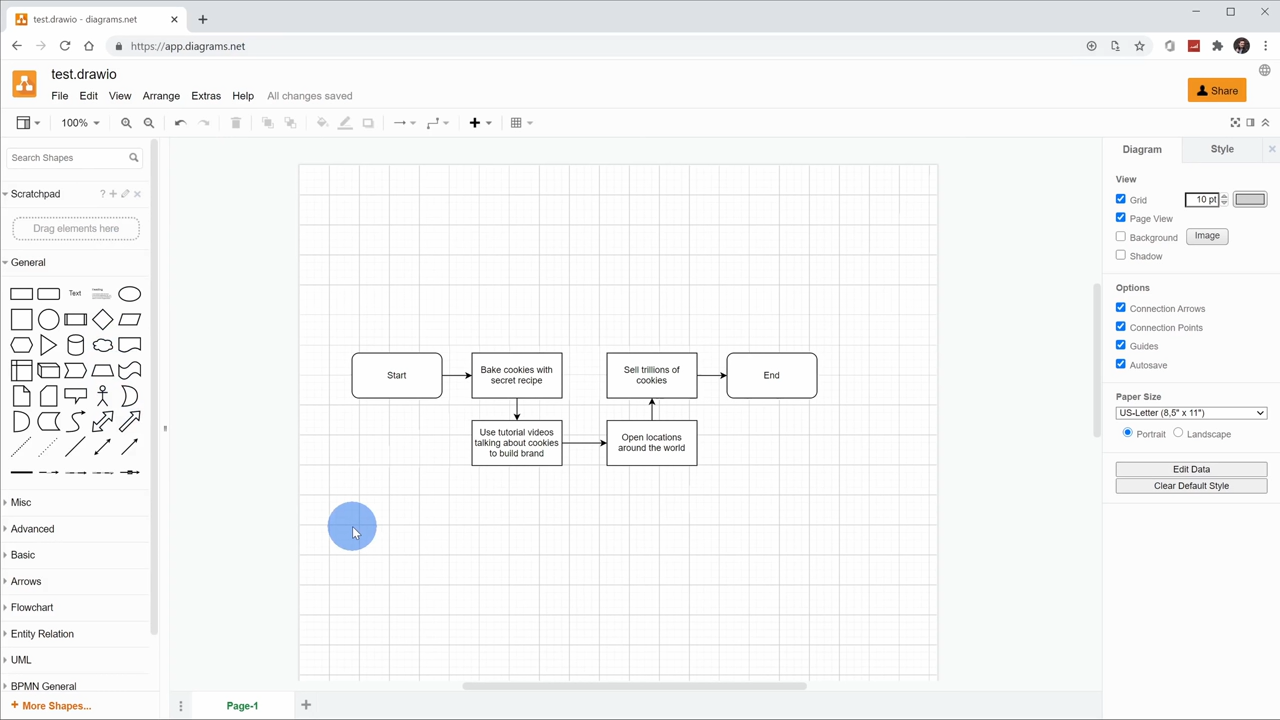 test.drawio - diagrams.net
https://app.diagrams.net
test.drawio
File Edit View Arrange Extras Help All changes saved
Share
100%
Search Shapes
Scratchpad
?
Drag elements here
General
Text
Heading
Misc
Advanced
Basic
Arrows
Flowchart
Entity Relation
UML
BPMN General
+ More Shapes...
Start
Bake cookies with
secret recipe
Sell trillions of
cookies
End
Use tutorial videos
talking about cookies
to build brand
Open locations
around the world
Page-1
Diagram
Style
View
Grid
10 pt
Page View
Background
Image
Shadow
Options
Connection Arrows
Connection Points
Guides
Autosave
Paper Size
US-Letter (8,5" x 11")
Portrait
Landscape
Edit Data
Clear Default Style